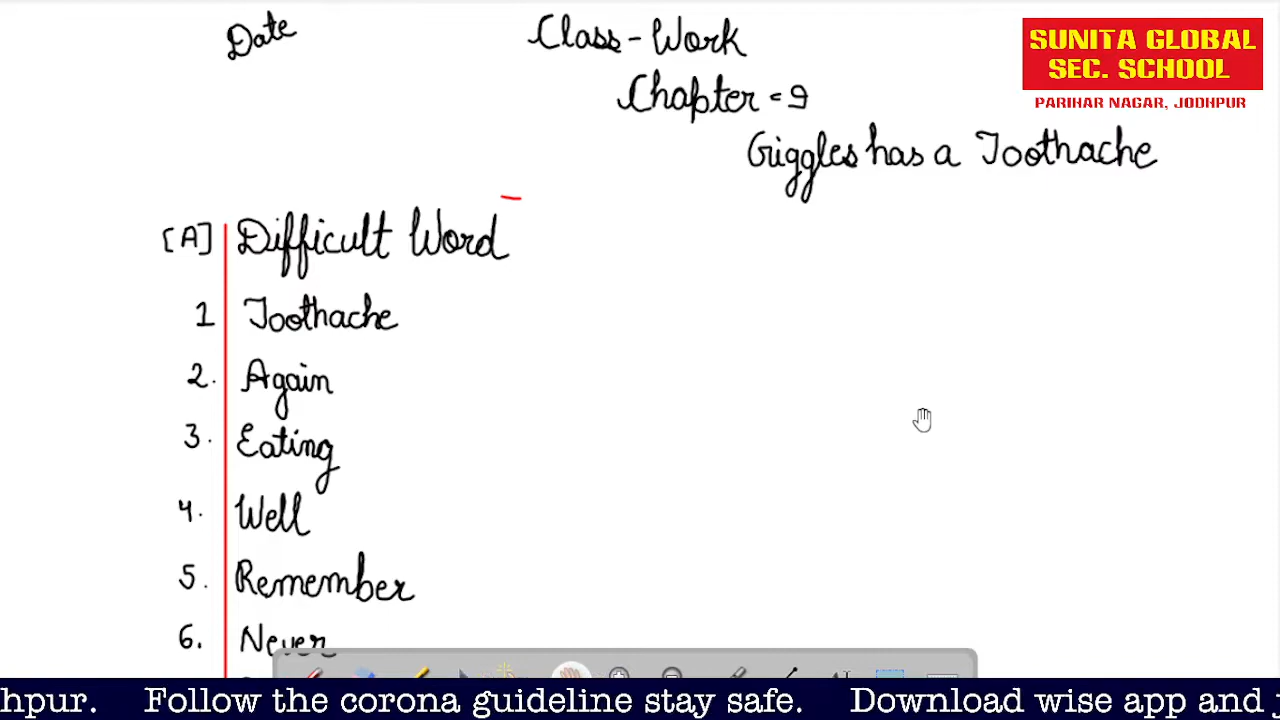 Date
Class-Work
SUNITA GLOBAL
SEC. SCHOOL
PARIHAR NAGAR, JODHPUR
Chapter - 9
Giggles has a Toothache
[A] Difficult Word
1 Toothache
2. Again
3. Eating
4. Well
5. Remember
6. Never
hpur. Follow the corona guideline stay safe. Download wise app and